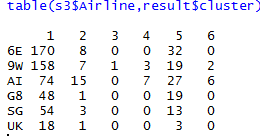 table(s3$Airline,result$cluster)
1 2 3 4 5 6
6E 170 8 0 0 32 0
9W 158 7 1 3 19 2
AI 74 15 0 7 27 6
G8 48 1 0 0 19 0
SG 54 3 0 0 13 0
UK 18 1 0 0 3 0